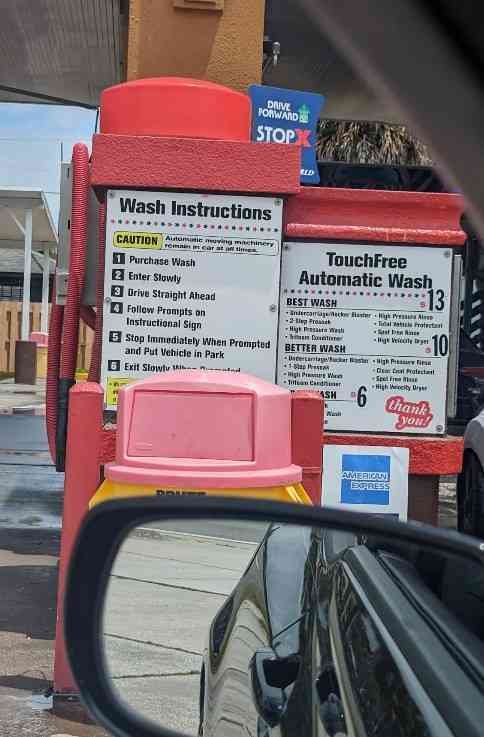 DRIVE
FORWARD
STOP X
RLD
Wash Instructions
CAUTION Automatic moving machinery
remain in car at all times.
1 Purchase Wash
2 Enter Slowly
3 Drive Straight Ahead
4 Follow Prompts on
Instructional Sign
5 Stop Immediately When Prompted
and Put Vehicle in Park
6 Exit Slowly When Prompted
TouchFree
Automatic Wash
BEST WASH $13
• Undercarriage/Rocker Blaster
• 2-Step Presoak
• High Pressure Wash
• Trifoam Conditioner
• High Pressure Rinse
• Total Vehicle Protectant
• Spot Free Rinse
• High Velocity Dryer
BETTER WASH $10
• Undercarriage/Rocker Blaster
• 1-Step Presoak
• High Pressure Wash
• Trifoam Conditioner
• High Pressure Rinse
• Clear Coat Protectant
• Spot Free Rinse
• High Velocity Dryer
WASH $6
thank
you!
AMERICAN
EXPRESS